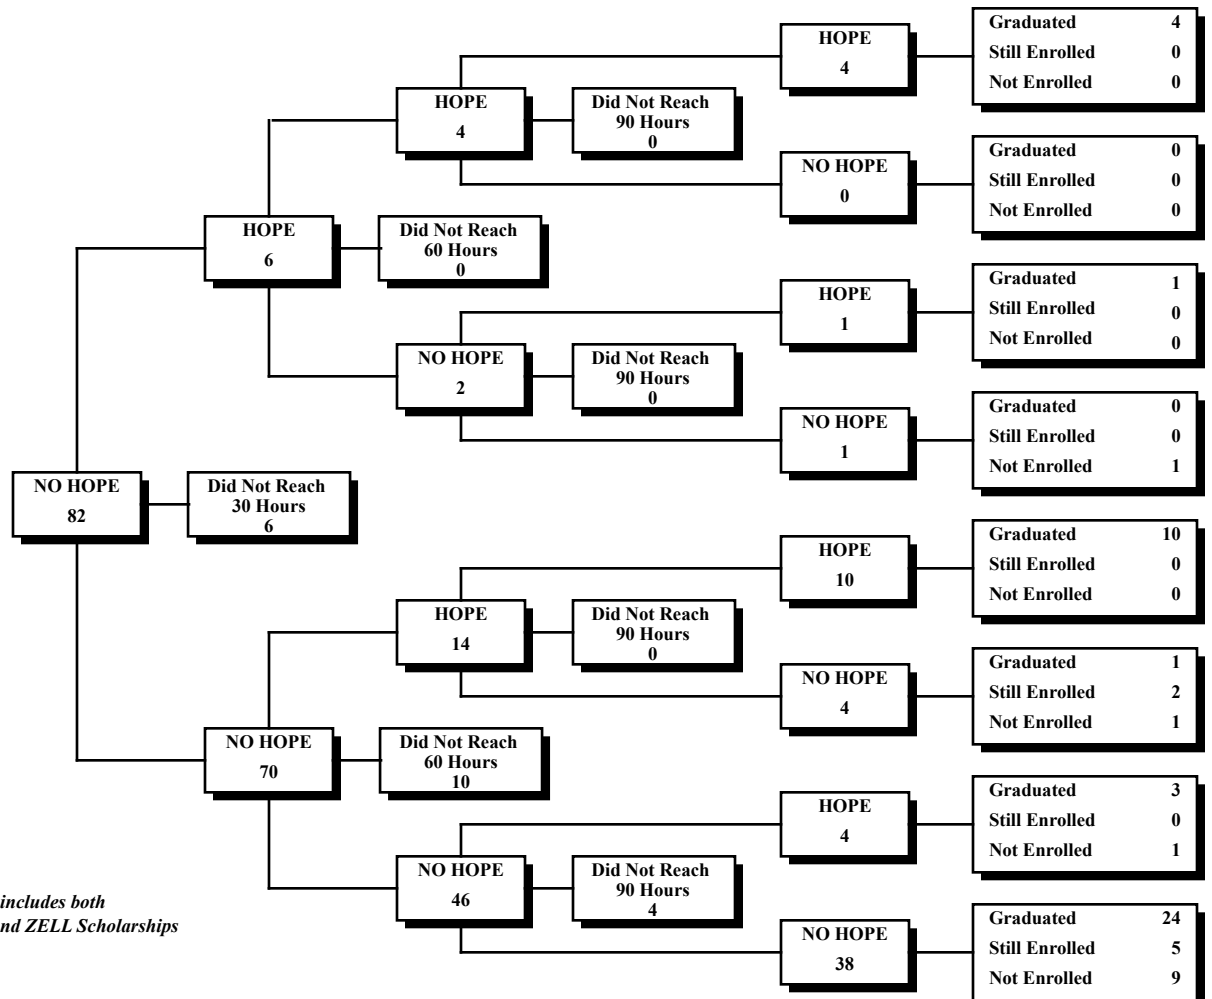 HOPE
4
Graduated 4
Still Enrolled 0
Not Enrolled 0
HOPE
4
Did Not Reach
90 Hours
0
NO HOPE
0
Graduated 0
Still Enrolled 0
Not Enrolled 0
HOPE
6
Did Not Reach
60 Hours
0
HOPE
1
Graduated 1
Still Enrolled 0
Not Enrolled 0
NO HOPE
2
Did Not Reach
90 Hours
0
NO HOPE
1
Graduated 0
Still Enrolled 0
Not Enrolled 1
NO HOPE
82
Did Not Reach
30 Hours
6
HOPE
10
Graduated 10
Still Enrolled 0
Not Enrolled 0
HOPE
14
Did Not Reach
90 Hours
0
NO HOPE
4
Graduated 1
Still Enrolled 2
Not Enrolled 1
NO HOPE
70
Did Not Reach
60 Hours
10
HOPE
4
Graduated 3
Still Enrolled 0
Not Enrolled 1
NO HOPE
46
Did Not Reach
90 Hours
4
NO HOPE
38
Graduated 24
Still Enrolled 5
Not Enrolled 9
includes both
nd ZELL Scholarships